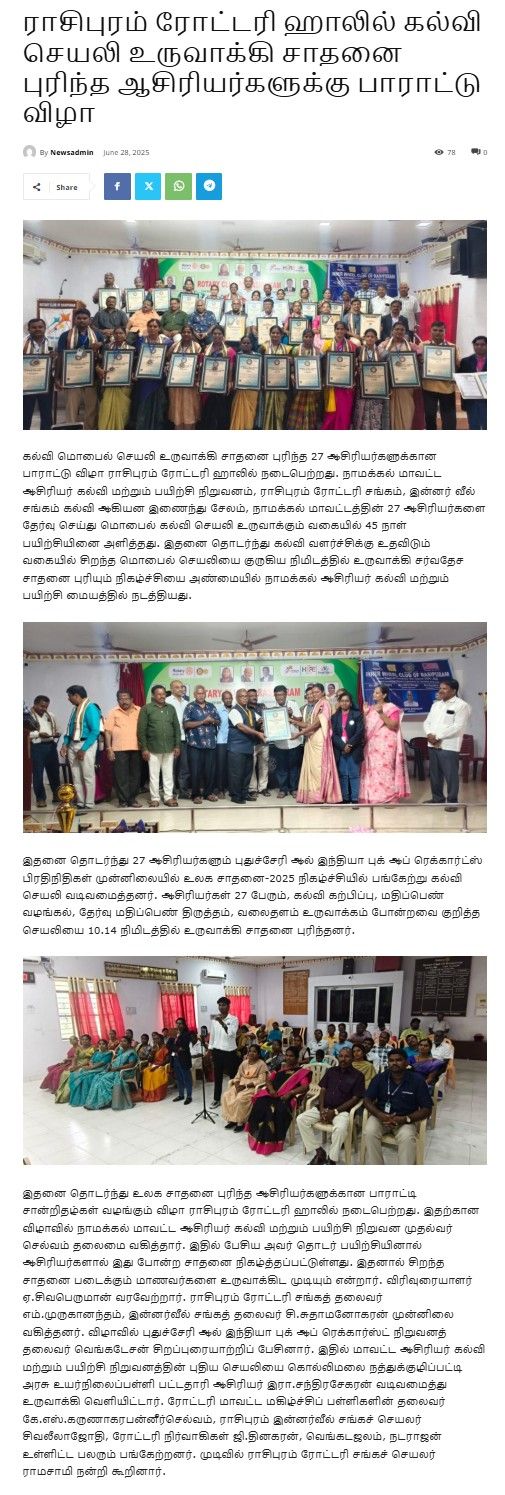 ராசிபுரம் ரோட்டரி ஹாலில் கல்வி
செயலி உருவாக்கி சாதனை
புரிந்த ஆசிரியர்களுக்கு பாராட்டு
விழா
By Newsadmin June 28, 2025 78 0
Share
ROTARY CLUB OF RASIPURAM
INNER WHEEL CLUB OF RASIPURAM
கல்வி மொபைல் செயலி உருவாக்கி சாதனை புரிந்த 27 ஆசிரியர்களுக்கான
பாராட்டு விழா ராசிபுரம் ரோட்டரி ஹாலில் நடைபெற்றது. நாமக்கல் மாவட்ட
ஆசிரியர் கல்வி மற்றும் பயிற்சி நிறுவனம், ராசிபுரம் ரோட்டரி சங்கம், இன்னர் வீல்
சங்கம் கல்வி ஆகியன இணைந்து சேலம், நாமக்கல் மாவட்டத்தின் 27 ஆசிரியர்களை
தேர்வு செய்து மொபைல் கல்வி செயலி உருவாக்கும் வகையில் 45 நாள்
பயிற்சியினை அளித்தது. இதனை தொடர்ந்து கல்வி வளர்ச்சிக்கு உதவிடும்
வகையில் சிறந்த மொபைல் செயலியை குருகிய நிமிடத்தில் உருவாக்கி சர்வதேச
சாதனை புரியும் நிகழ்ச்சியை அண்மையில் நாமக்கல் ஆசிரியர் கல்வி மற்றும்
பயிற்சி மையத்தில் நடத்தியது.
INNER WHEEL CLUB OF RASIPURAM
இதனை தொடர்ந்து 27 ஆசிரியர்களும் புதுச்சேரி ஆல் இந்தியா புக் ஆப் ரெக்கார்ட்ஸ்
பிரதிநிதிகள் முன்னிலையில் உலக சாதனை-2025 நிகழ்ச்சியில் பங்கேற்று கல்வி
செயலி வடிவமைத்தனர். ஆசிரியர்கள் 27 பேரும், கல்வி கற்பிப்பு, மதிப்பெண்
வழங்கல், தேர்வு மதிப்பெண் திருத்தம், வலைதளம் உருவாக்கம் போன்றவை குறித்த
செயலியை 10.14 நிமிடத்தில் உருவாக்கி சாதனை புரிந்தனர்.
இதனை தொடர்ந்து உலக சாதனை புரிந்த ஆசிரியர்களுக்கான பாராட்டி
சான்றிதழ்கள் வழங்கும் விழா ராசிபுரம் ரோட்டரி ஹாலில் நடைபெற்றது. இதற்கான
விழாவில் நாமக்கல் மாவட்ட ஆசிரியர் கல்வி மற்றும் பயிற்சி நிறுவன முதல்வர்
செல்வம் தலைமை வகித்தார். இதில் பேசிய அவர் தொடர் பயிற்சியினால்
ஆசிரியர்களால் இது போன்ற சாதனை நிகழ்த்தப்பட்டுள்ளது. இதனால் சிறந்த
சாதனை படைக்கும் மாணவர்களை உருவாக்கிட முடியும் என்றார். விரிவுரையாளர்
ஏ.சிவபெருமான் வரவேற்றார். ராசிபுரம் ரோட்டரி சங்கத் தலைவர்
எம்.முருகானந்தம், இன்னர்வீல் சங்கத் தலைவர் சி.சுதாமனோகரன் முன்னிலை
வகித்தனர். விழாவில் புதுச்சேரி ஆல் இந்தியா புக் ஆப் ரெக்கார்ஸ்ட் நிறுவனத்
தலைவர் வெங்கடேசன் சிறப்புரையாற்றிப் பேசினார். இதில் மாவட்ட ஆசிரியர் கல்வி
மற்றும் பயிற்சி நிறுவனத்தின் புதிய செயலியை கொல்லிமலை நத்துக்குழிப்பட்டி
அரசு உயர்நிலைப்பள்ளி பட்டதாரி ஆசிரியர் இரா.சந்திரசேகரன் வடிவமைத்து
உருவாக்கி வெளியிட்டார். ரோட்டரி மாவட்ட மகிழ்ச்சிப் பள்ளிகளின் தலைவர்
கே.எஸ்.கருணாகரபன்னீர்செல்வம், ராசிபுரம் இன்னர்வீல் சங்கச் செயலர்
சிவலீலாஜோதி, ரோட்டரி நிர்வாகிகள் ஜி.தினகரன், வெங்கடஜலம், நடராஜன்
உள்ளிட்ட பலரும் பங்கேற்றனர். முடிவில் ராசிபுரம் ரோட்டரி சங்கச் செயலர்
ராமசாமி நன்றி கூறினார்.